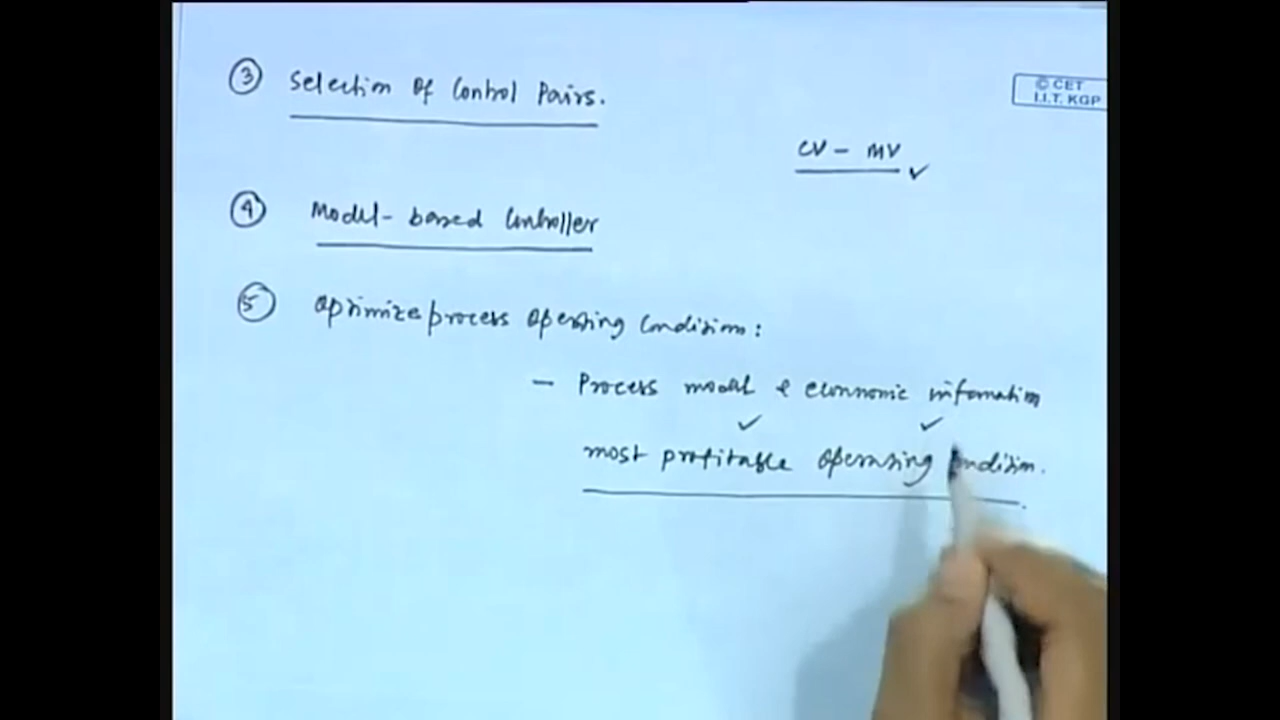 ③ Selection Of Control Pairs.
© CET
I.I.T. KGP
CV - MV ✓
④ Model-based Controller
⑤ Optimize process operating Conditions:
- Process model & economic information
✓ ✓
most profitable operating Condition.